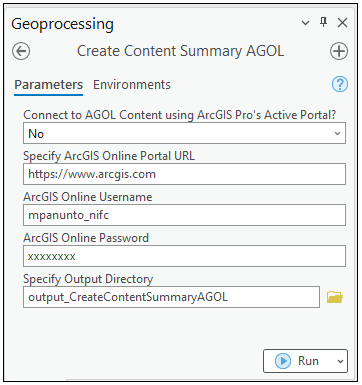 Geoprocessing
Create Content Summary AGOL
Parameters Environments
Connect to AGOL Content using ArcGIS Pro's Active Portal?
No
Specify ArcGIS Online Portal URL
https://www.arcgis.com
ArcGIS Online Username
mpanunto_nifc
ArcGIS Online Password
xxxxxxxx
Specify Output Directory
output_CreateContentSummaryAGOL
Run